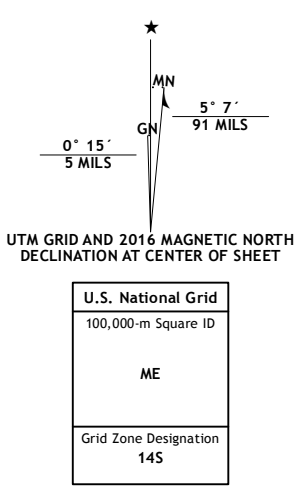 ★
MN
GN
5° 7´
91 MILS
0° 15´
5 MILS
UTM GRID AND 2016 MAGNETIC NORTH
DECLINATION AT CENTER OF SHEET
U.S. National Grid
100,000-m Square ID
ME
Grid Zone Designation
14S